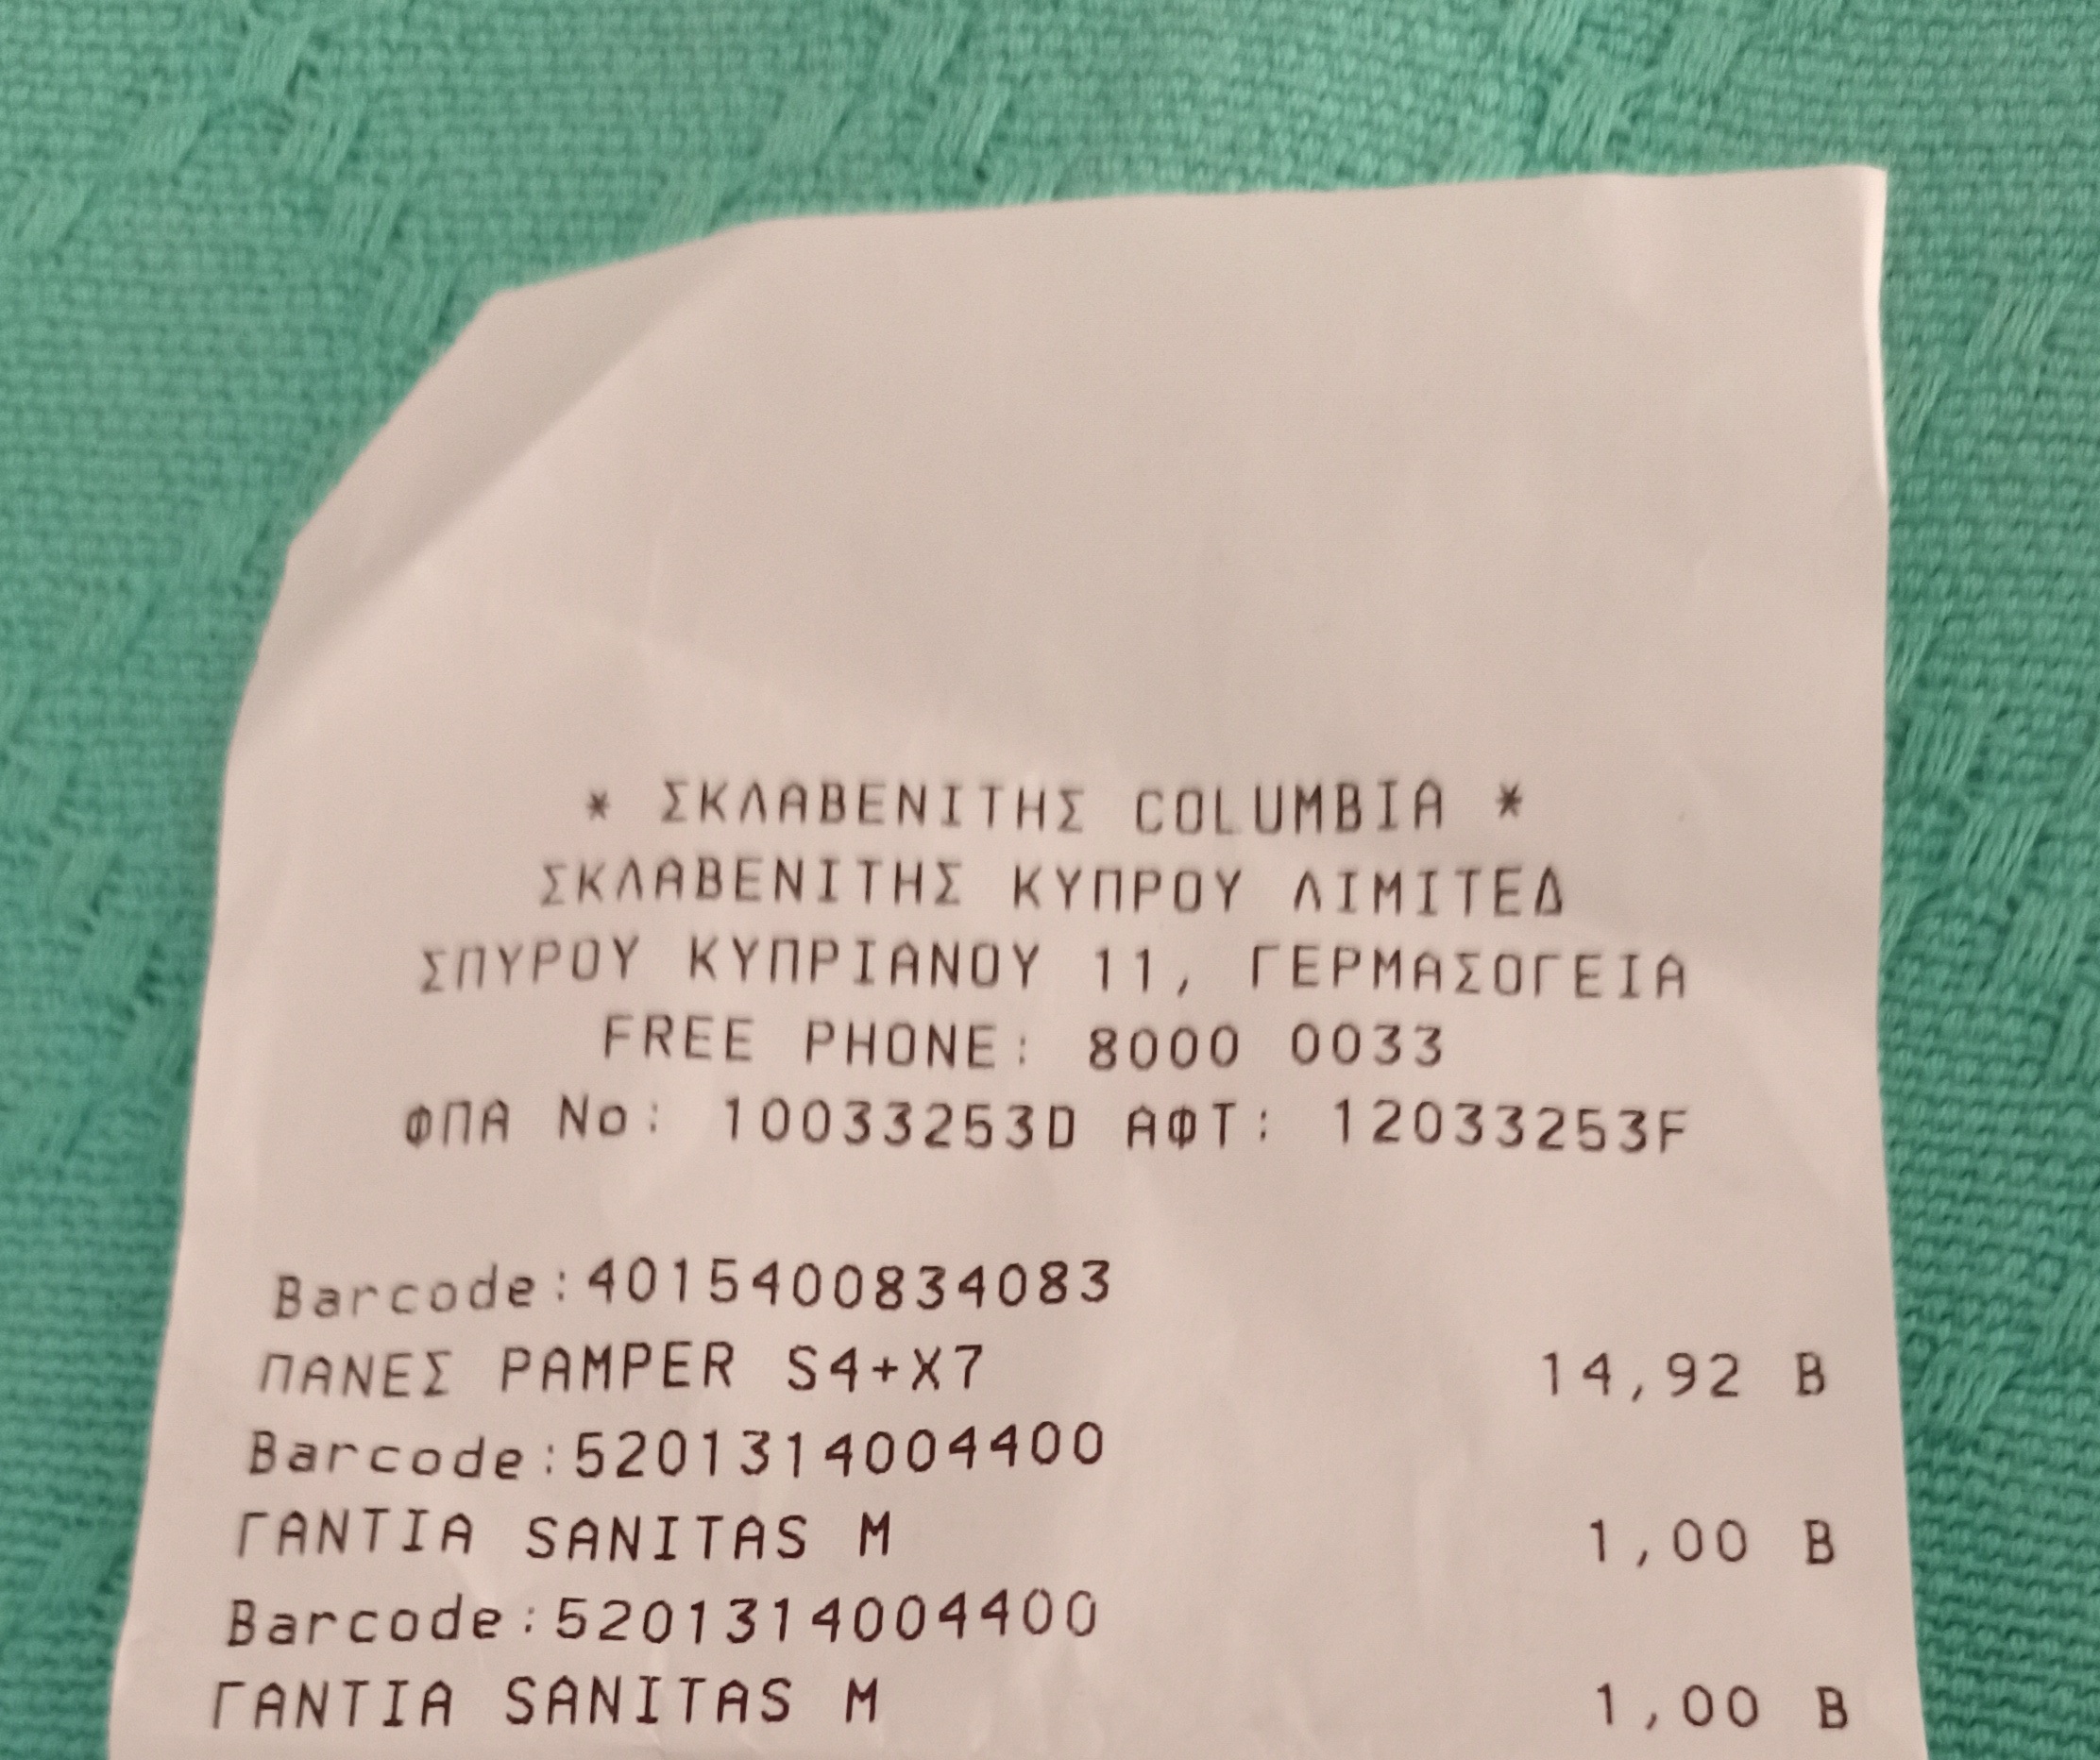 * ΣΚΛΑΒΕΝΙΤΗΣ COLUMBIA *
ΣΚΛΑΒΕΝΙΤΗΣ ΚΥΠΡΟΥ ΛΙΜΙΤΕΔ
ΣΠΥΡΟΥ ΚΥΠΡΙΑΝΟΥ 11, ΓΕΡΜΑΣΟΓΕΙΑ
FREE PHONE: 8000 0033
ΦΠΑ No: 10033253D ΑΦΤ: 12033253F
Barcode:4015400834083
ΠΑΝΕΣ PAMPER S4+X7 14,92 B
Barcode:5201314004400
ΓΑΝΤΙΑ SANITAS M 1,00 B
Barcode:5201314004400
ΓΑΝΤΙΑ SANITAS M 1,00 B